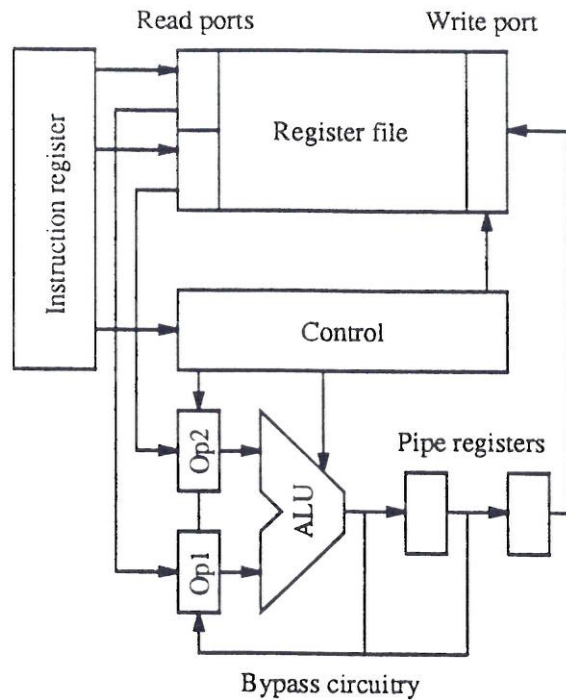 Read ports
Write port
Instruction register
Register file
Control
Op2
ALU
Pipe registers
Op1
Bypass circuitry